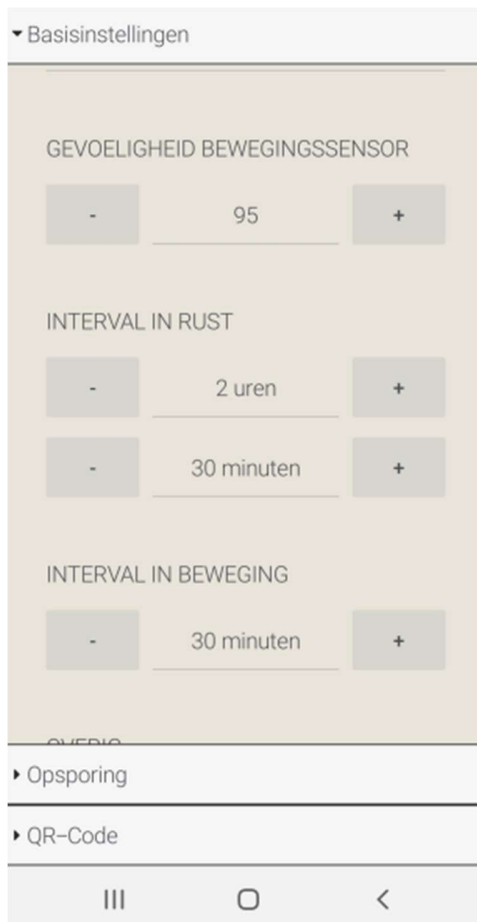 Basisinstellingen
GEVOELIGHEID BEWEGINGSSENSOR
- 95 +
INTERVAL IN RUST
- 2 uren +
- 30 minuten +
INTERVAL IN BEWEGING
- 30 minuten +
OVERIG
Opsporing
QR-Code